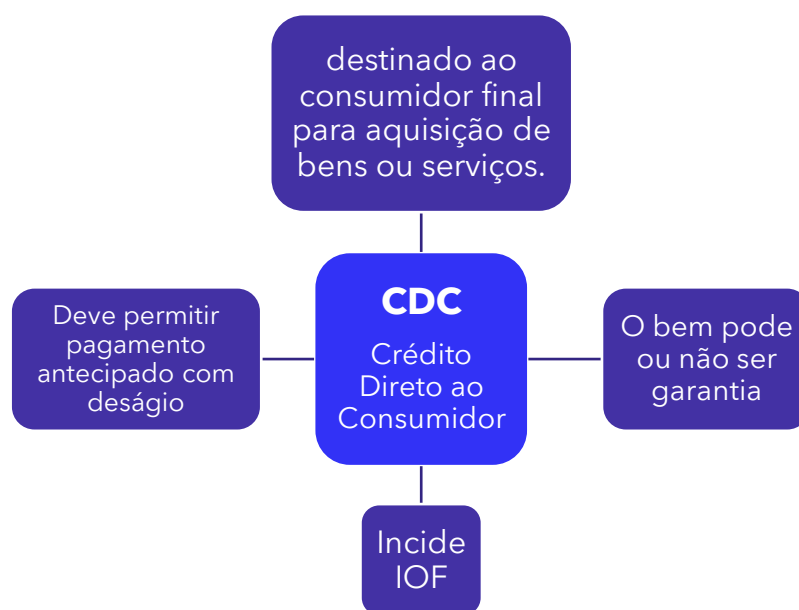 destinado ao
consumidor final
para aquisição de
bens ou serviços.
Deve permitir
pagamento
antecipado com
deságio
CDC
Crédito
Direto ao
Consumidor
O bem pode
ou não ser
garantia
Incide
IOF